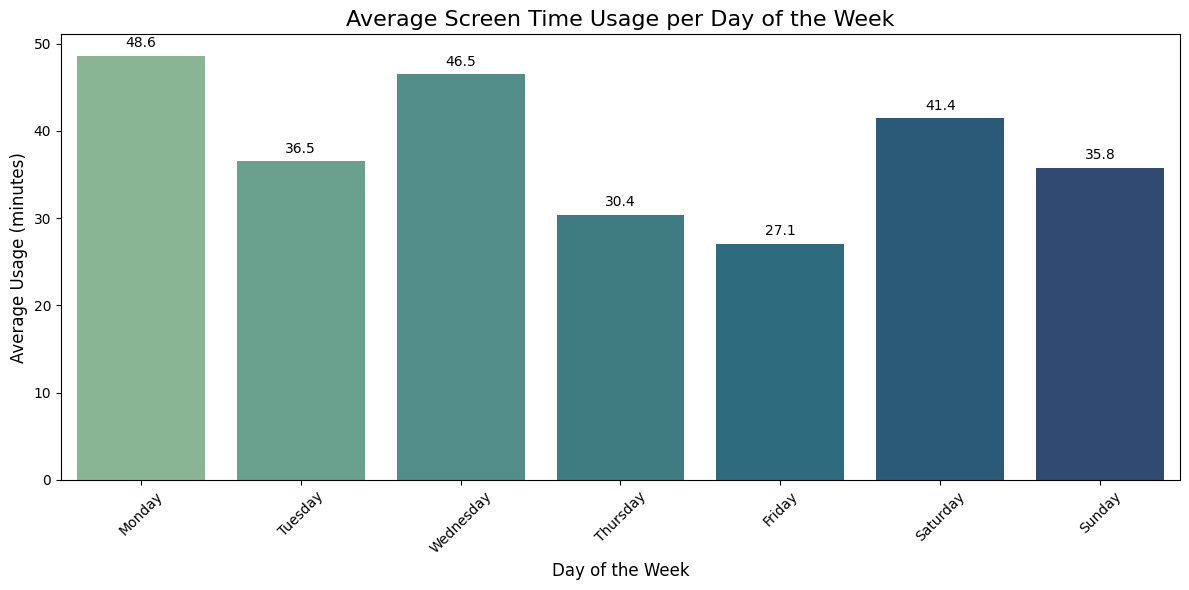 Average Screen Time Usage per Day of the Week
Average Usage (minutes)
50
40
30
20
10
0
48.6
36.5
46.5
30.4
27.1
41.4
35.8
Monday
Tuesday
Wednesday
Thursday
Friday
Saturday
Sunday
Day of the Week